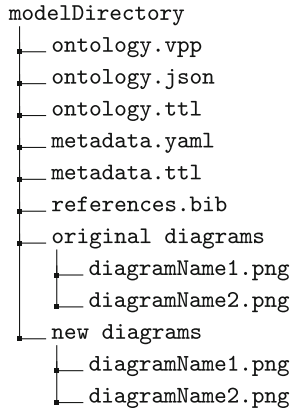 modelDirectory
ontology.vpp
ontology.json
ontology.ttl
metadata.yaml
metadata.ttl
references.bib
original diagrams
diagramName1.png
diagramName2.png
new diagrams
diagramName1.png
diagramName2.png